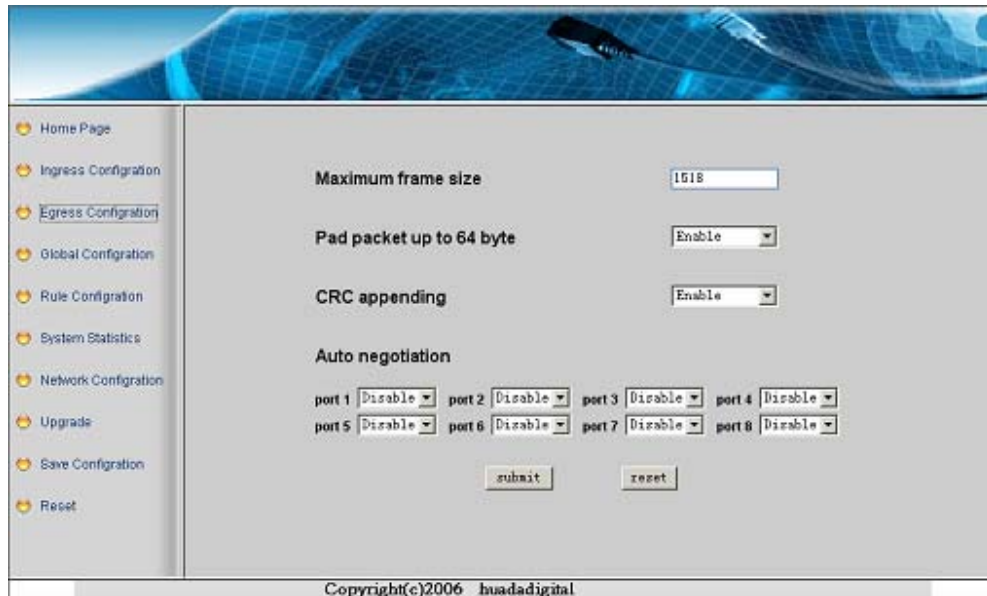 Home Page
Ingress Configration
Egress Configration
Global Configration
Rule Configration
System Statistics
Network Configration
Upgrade
Save Configration
Reset
Maximum frame size 1518
Pad packet up to 64 byte Enable
CRC appending Enable
Auto negotiation
port 1 Disable port 2 Disable port 3 Disable port 4 Disable
port 5 Disable port 6 Disable port 7 Disable port 8 Disable
submit reset
Copyright(c)2006 huadadigital